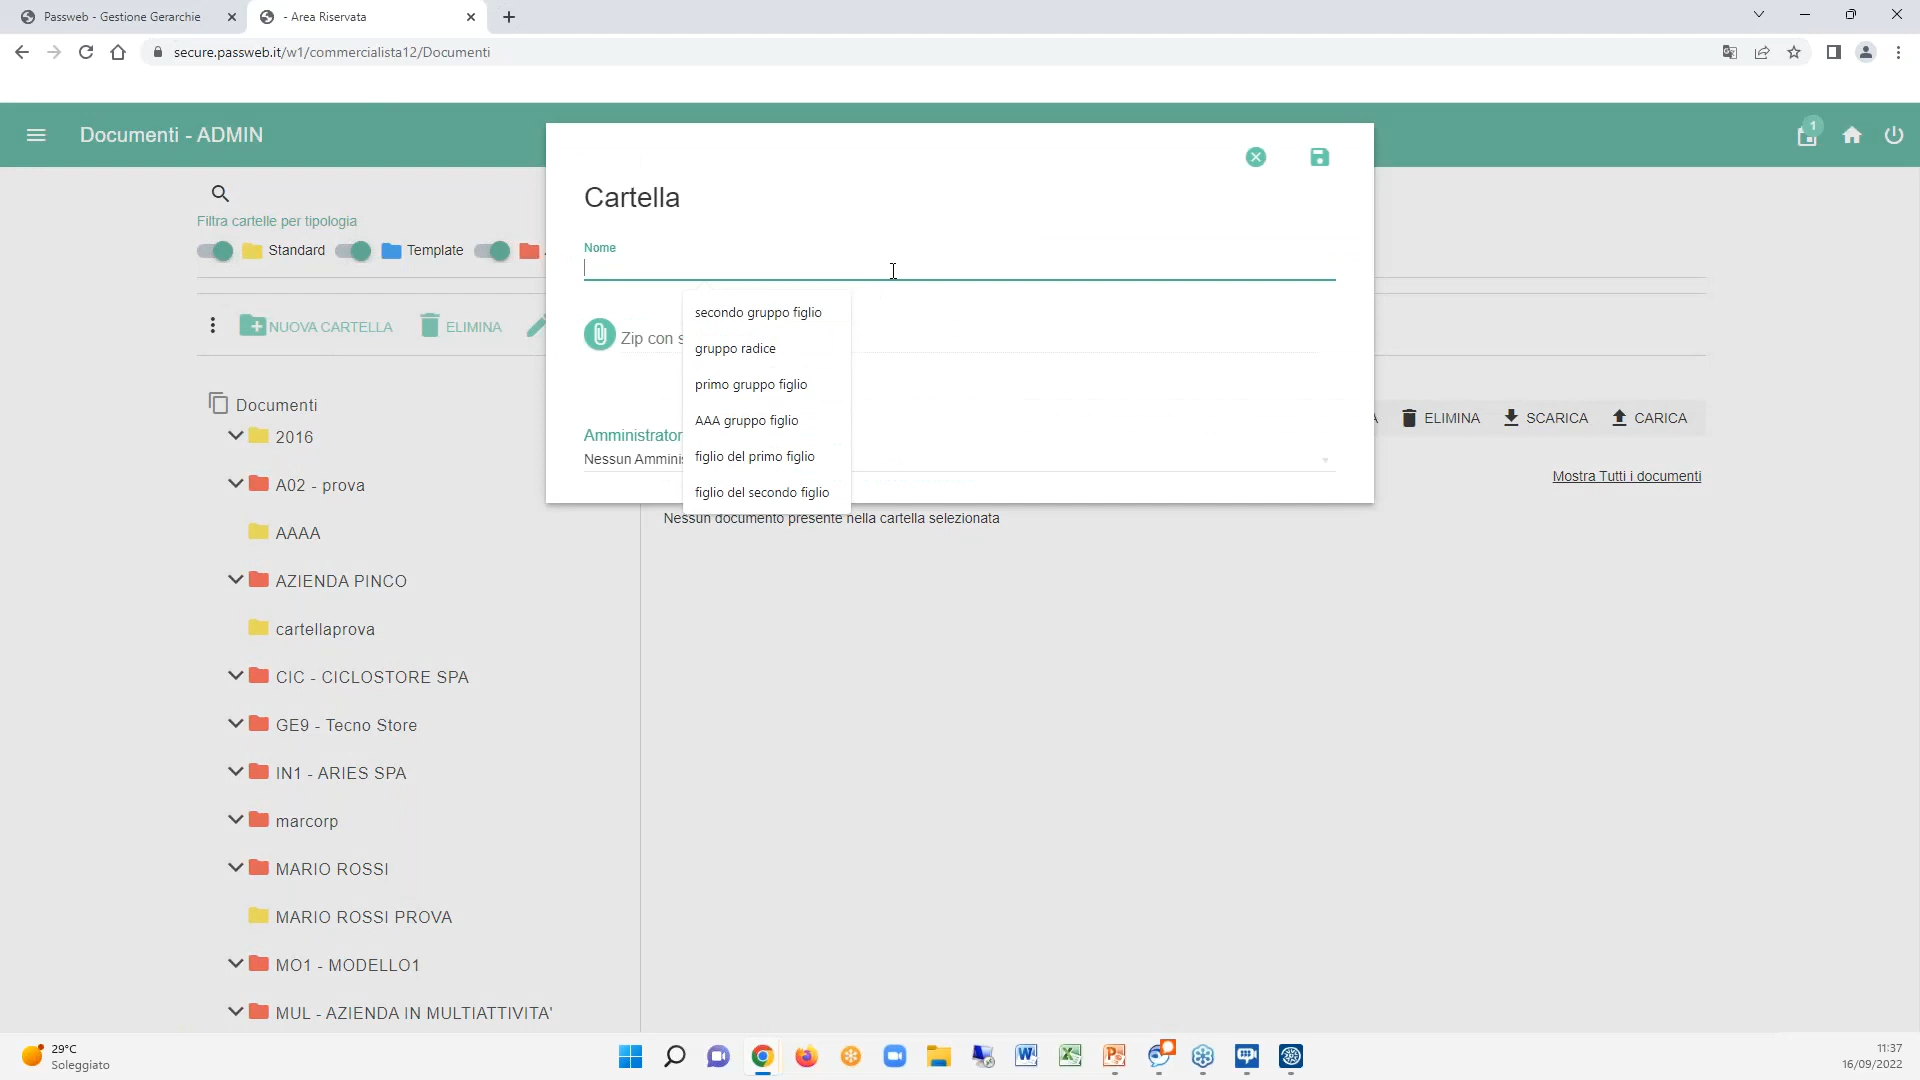 Passweb - Gestione Gerarchie
- Area Riservata
secure.passweb.it/w1/commercialista12/Documenti
Documenti - ADMIN
1
Filtra cartelle per tipologia
Standard
Template
NUOVA CARTELLA
ELIMINA
Cartella
Nome
secondo gruppo figlio
gruppo radice
primo gruppo figlio
AAA gruppo figlio
figlio del primo figlio
figlio del secondo figlio
Zip con s
Amministrator
Nessun Amminis
ELIMINA
SCARICA
CARICA
Mostra Tutti i documenti
Nessun documento presente nella cartella selezionata
Documenti
2016
A02 - prova
AAAA
AZIENDA PINCO
cartellaprova
CIC - CICLOSTORE SPA
GE9 - Tecno Store
IN1 - ARIES SPA
marcorp
MARIO ROSSI
MARIO ROSSI PROVA
MO1 - MODELLO1
MUL - AZIENDA IN MULTIATTIVITA'
29°C
Soleggiato
11:37
16/09/2022